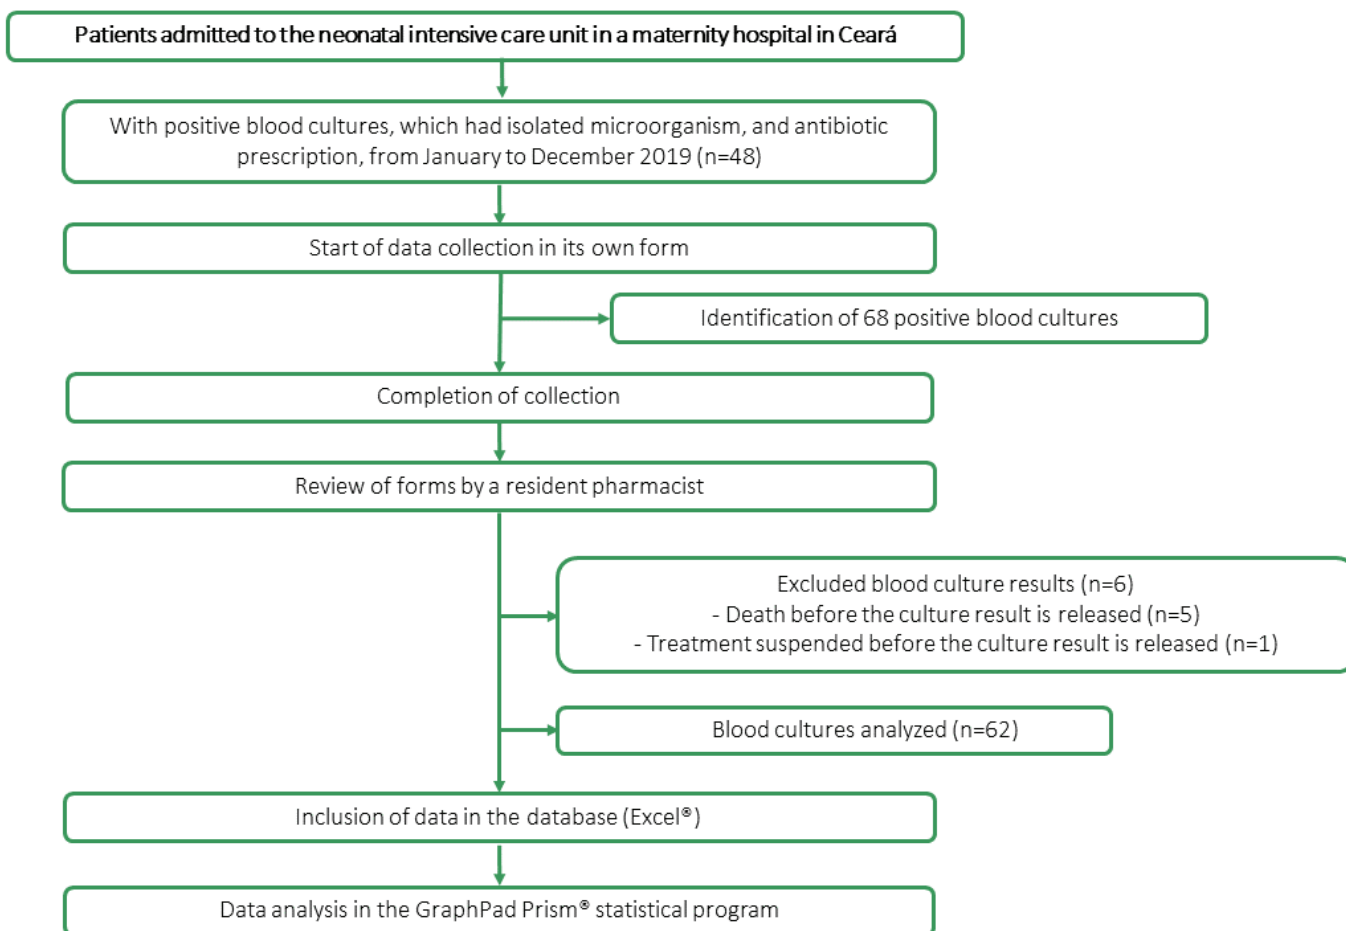 Patients admitted to the neonatal intensive care unit in a maternity hospital in Ceará
With positive blood cultures, which had isolated microorganism, and antibiotic
prescription, from January to December 2019 (n=48)
Start of data collection in its own form
Identification of 68 positive blood cultures
Completion of collection
Review of forms by a resident pharmacist
Excluded blood culture results (n=6)
- Death before the culture result is released (n=5)
- Treatment suspended before the culture result is released (n=1)
Blood cultures analyzed (n=62)
Inclusion of data in the database (Excel®)
Data analysis in the GraphPad Prism® statistical program